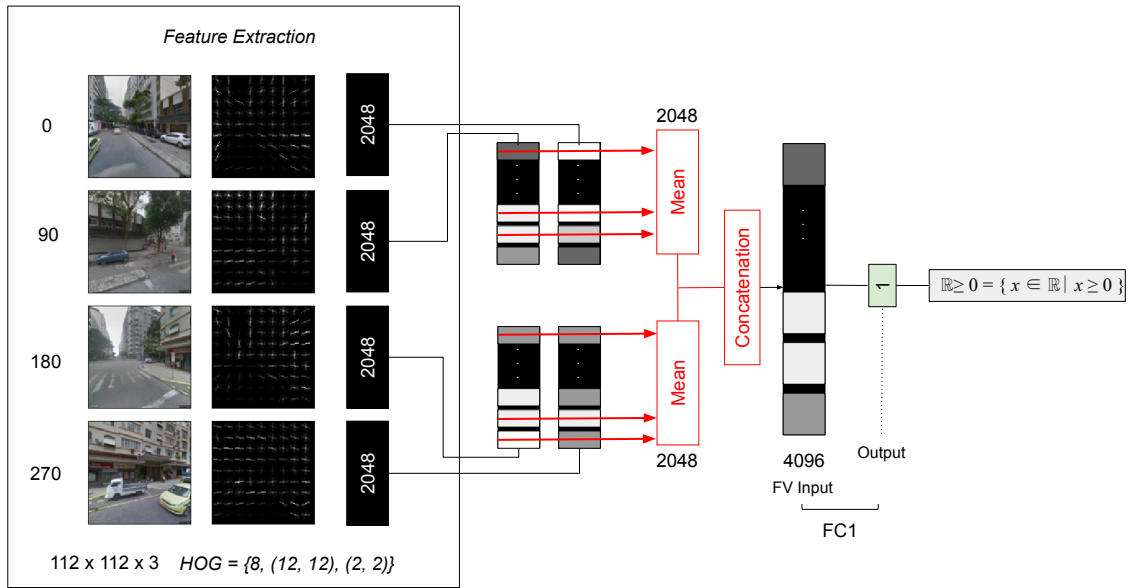 Feature Extraction
0
2048
90
2048
180
2048
270
2048
112 x 112 x 3
HOG = {8, (12, 12), (2, 2)}
2048
Mean
Mean
2048
Concatenation
4096
FV Input
1
Output
FC1
ℝ≥ 0 = { x ∈ ℝ | x ≥ 0 }